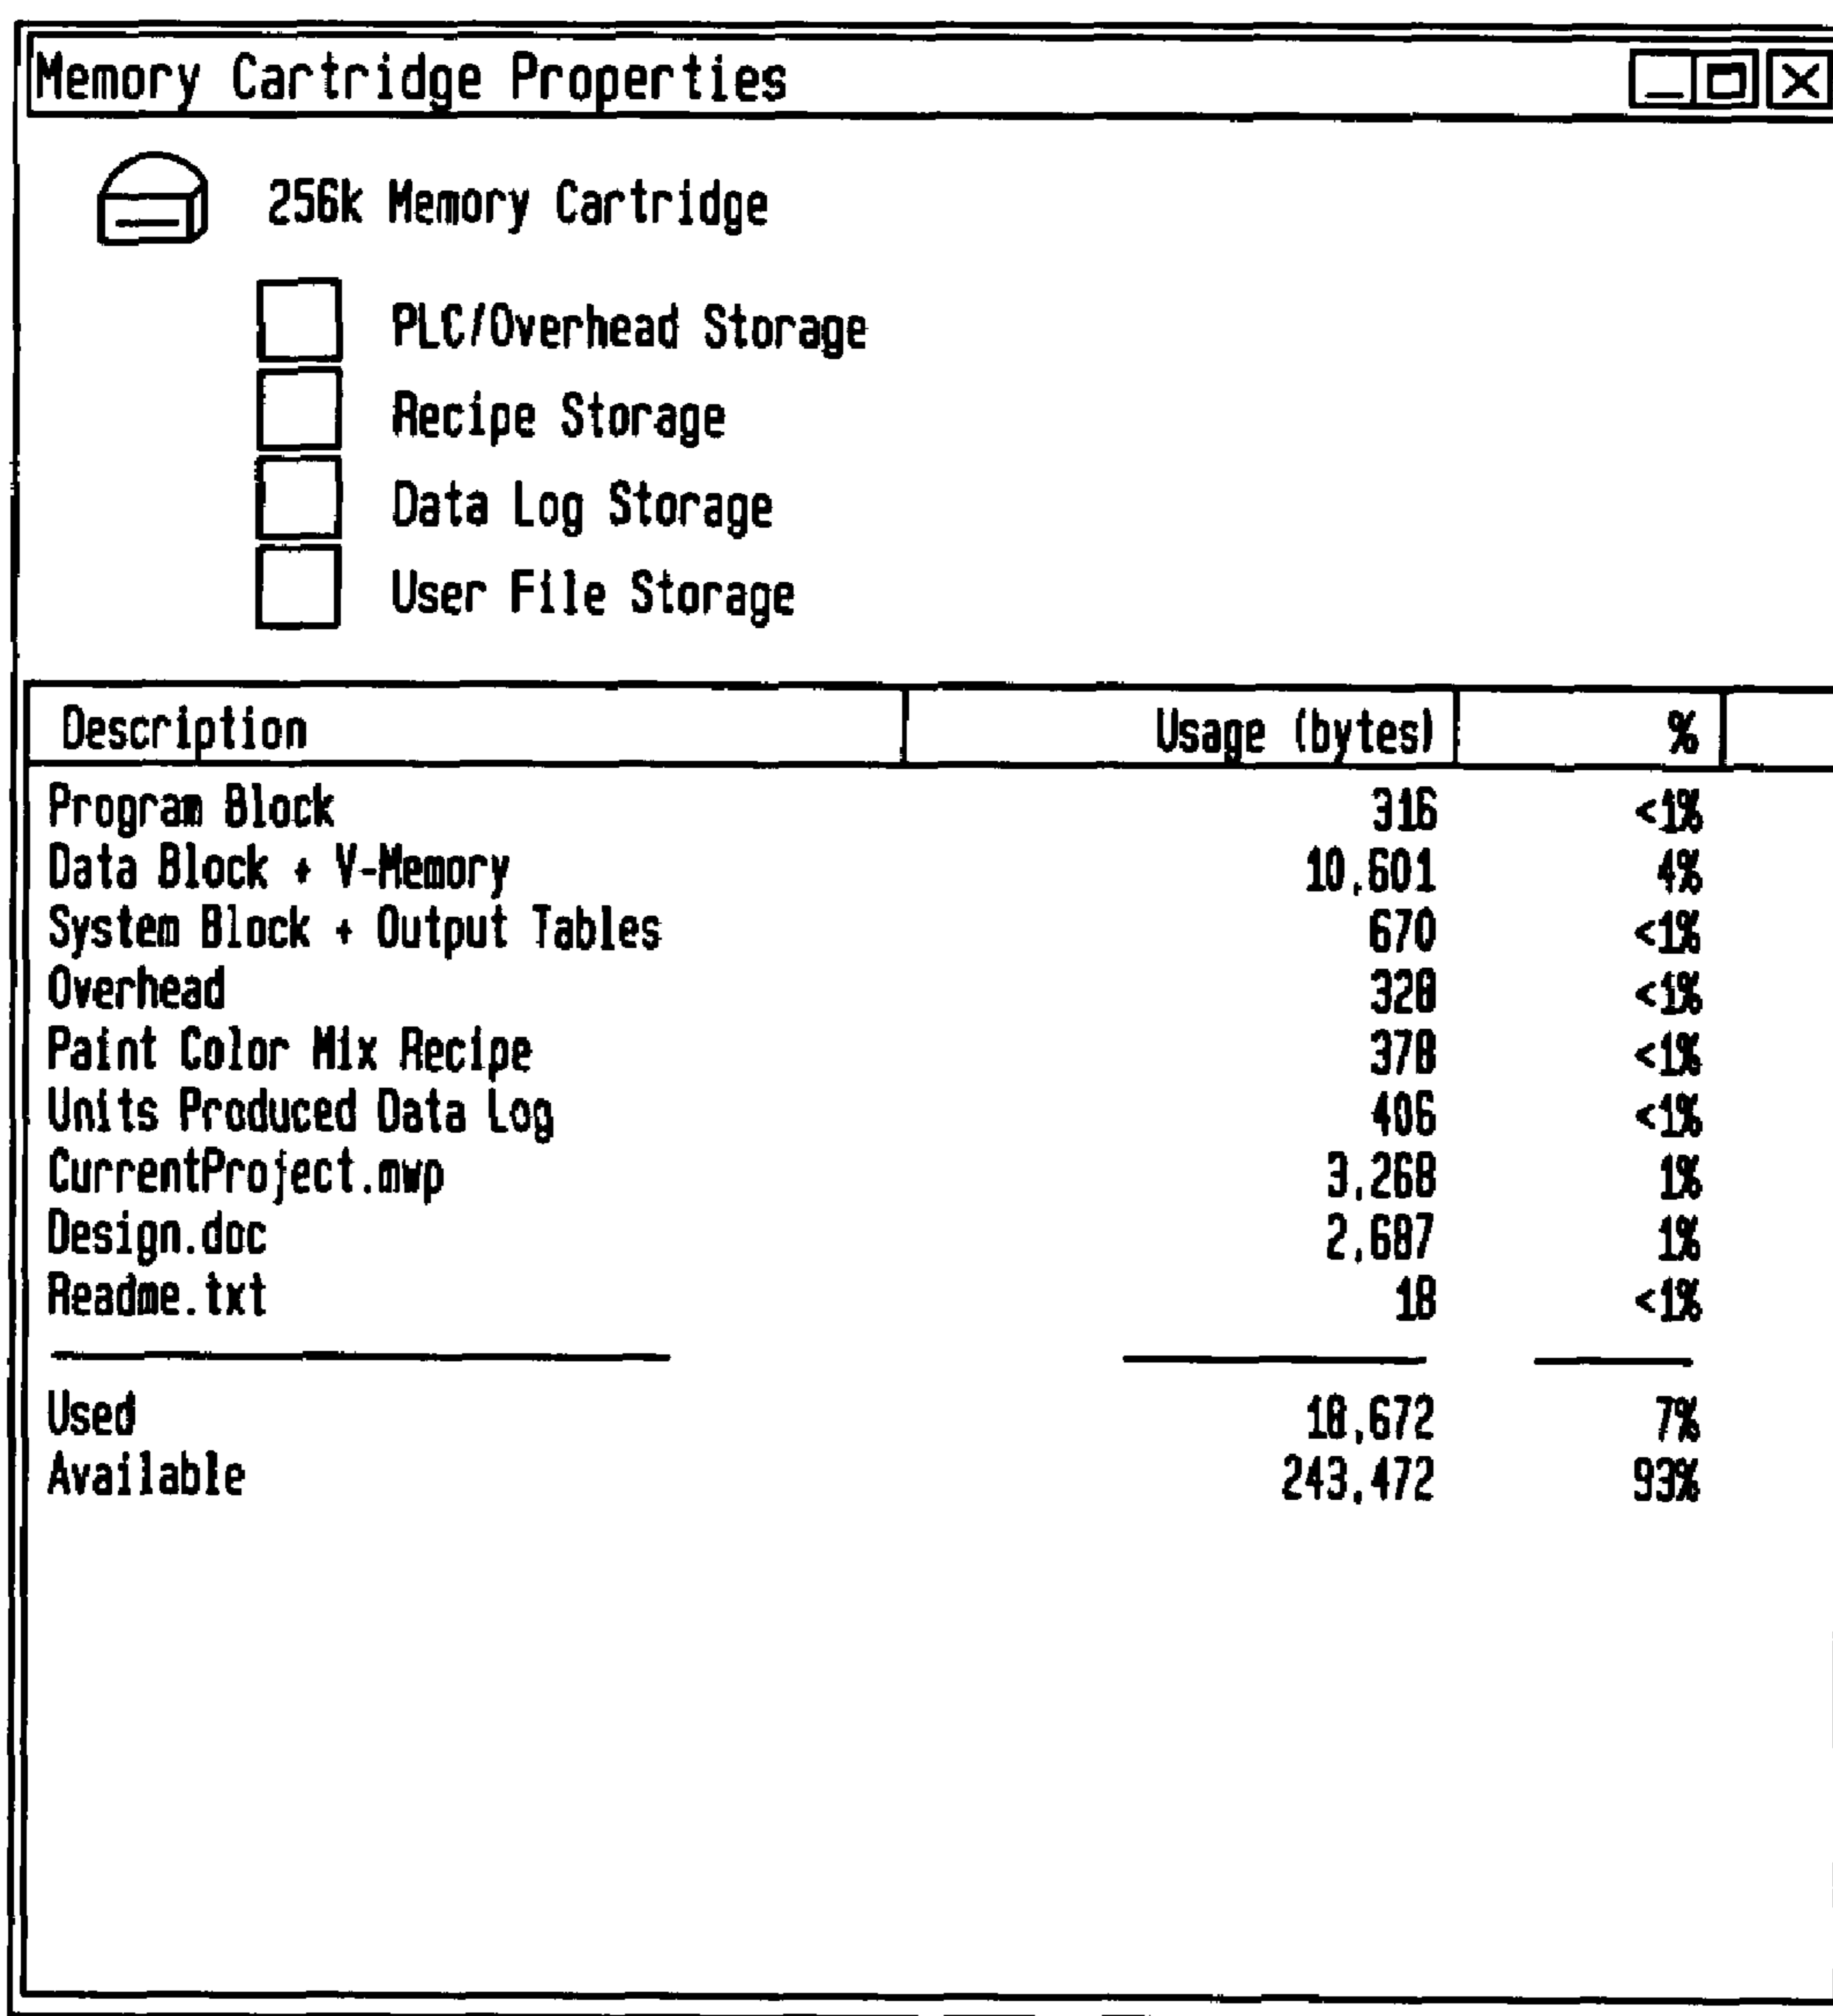 Memory Cartridge Properties
256k Memory Cartridge
PLC/Overhead Storage
Recipe Storage
Data Log Storage
User File Storage
Description Usage (bytes) %
Program Block 316 <1%
Data Block + V-Memory 10,601 4%
System Block + Output Tables 670 <1%
Overhead 328 <1%
Paint Color Mix Recipe 378 <1%
Units Produced Data Log 406 <1%
CurrentProject.mwp 3,268 1%
Design.doc 2,687 1%
Readme.txt 18 <1%
Used 18,672 7%
Available 243,472 93%